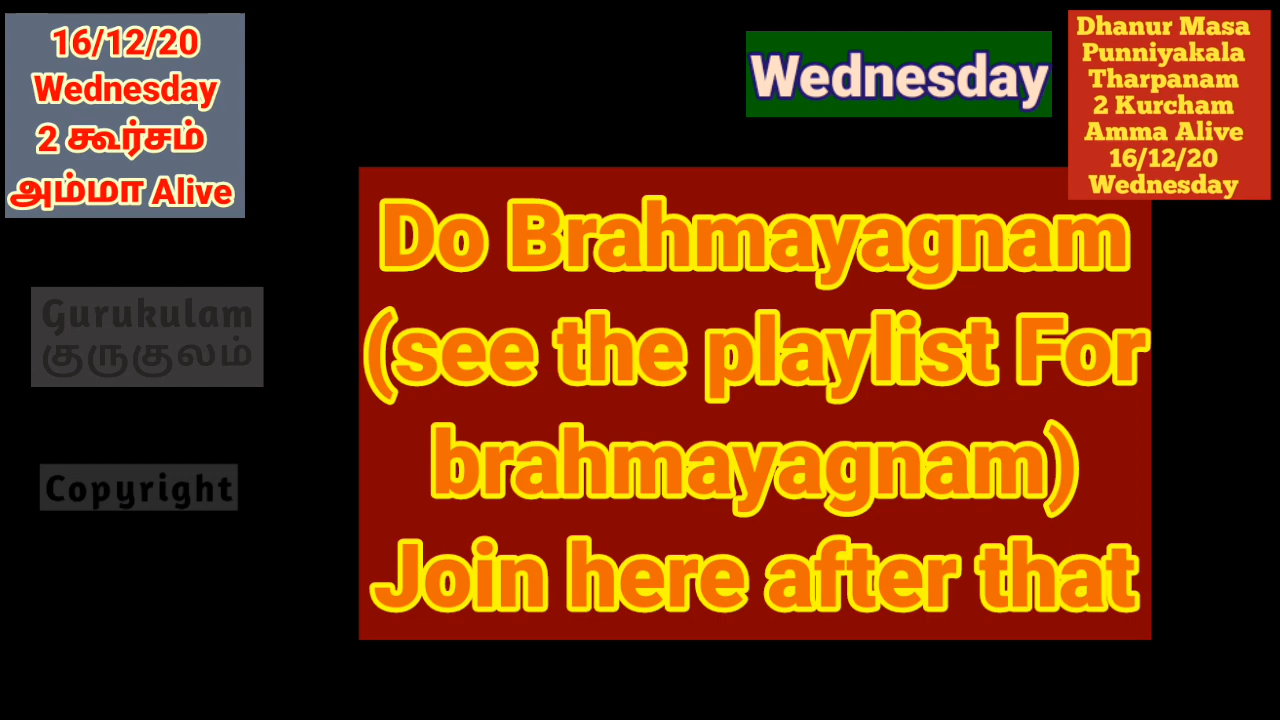 16/12/20
Wednesday
2 கூர்சம்
அம்மா Alive
Wednesday
Dhanur Masa
Punniyakala
Tharpanam
2 Kurcham
Amma Alive
16/12/20
Wednesday
Do Brahmayagnam
(see the playlist For
brahmayagnam)
Join here after that
Gurukulam
குருகுலம்
Copyright